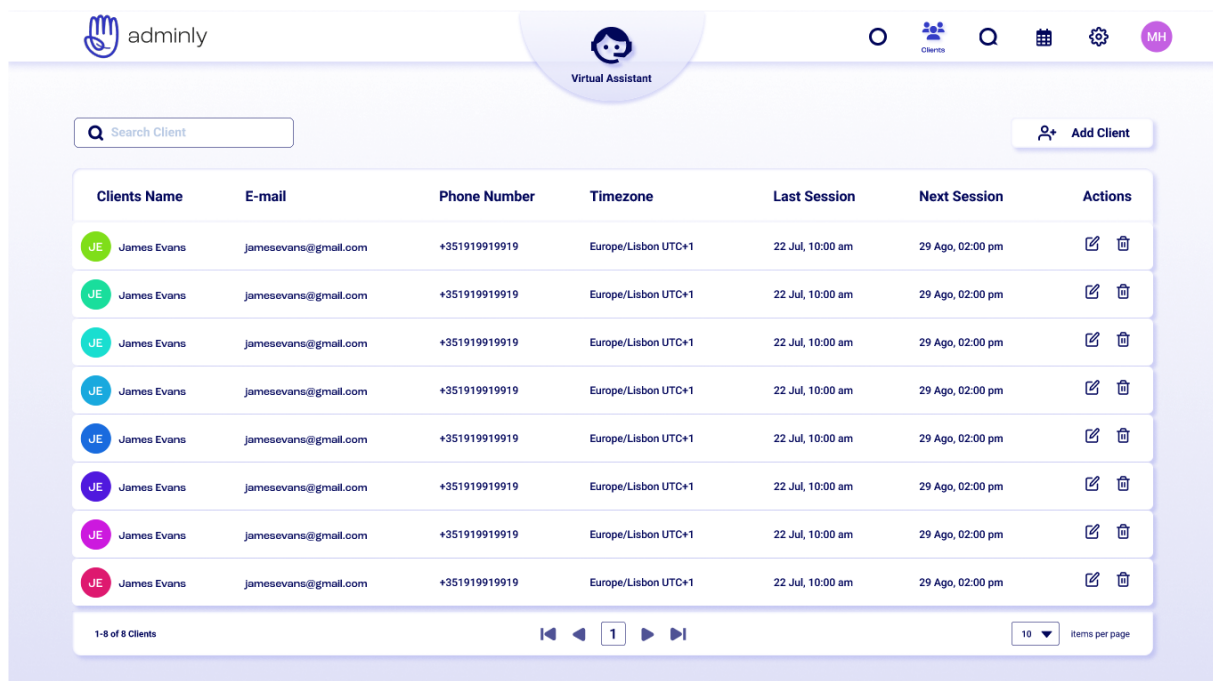 adminly
Virtual Assistant
Clients
MH
Search Client
Add Client
Clients Name E-mail Phone Number Timezone Last Session Next Session Actions
JE James Evans jamesevans@gmail.com +351919919919 Europe/Lisbon UTC+1 22 Jul, 10:00 am 29 Ago, 02:00 pm
JE James Evans jamesevans@gmail.com +351919919919 Europe/Lisbon UTC+1 22 Jul, 10:00 am 29 Ago, 02:00 pm
JE James Evans jamesevans@gmail.com +351919919919 Europe/Lisbon UTC+1 22 Jul, 10:00 am 29 Ago, 02:00 pm
JE James Evans jamesevans@gmail.com +351919919919 Europe/Lisbon UTC+1 22 Jul, 10:00 am 29 Ago, 02:00 pm
JE James Evans jamesevans@gmail.com +351919919919 Europe/Lisbon UTC+1 22 Jul, 10:00 am 29 Ago, 02:00 pm
JE James Evans jamesevans@gmail.com +351919919919 Europe/Lisbon UTC+1 22 Jul, 10:00 am 29 Ago, 02:00 pm
JE James Evans jamesevans@gmail.com +351919919919 Europe/Lisbon UTC+1 22 Jul, 10:00 am 29 Ago, 02:00 pm
JE James Evans jamesevans@gmail.com +351919919919 Europe/Lisbon UTC+1 22 Jul, 10:00 am 29 Ago, 02:00 pm
1-8 of 8 Clients 1 10 items per page